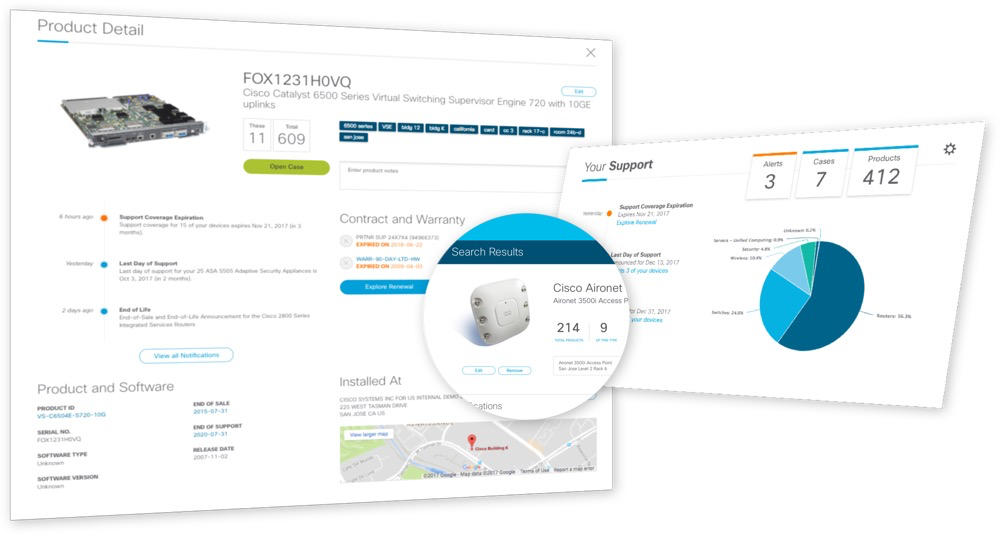 Product Detail
FOX1231H0VQ
Edit
Cisco Catalyst 6500 Series Virtual Switching Supervisor Engine 720 with 10GE
uplinks
These
11
Total
609
6500 series
VSE
bldg 12
bldg K
california
card
cc 3
rack 17-c
room 24b-d
san jose
Open Case
Enter product notes
6 hours ago
Support Coverage Expiration
Support coverage for 15 of your devices expires Nov 21, 2017 (in 3
months).
Yesterday
Last Day of Support
Last day of support for your 25 ASA 5505 Adaptive Security Appliances is
Oct 3, 2017 (in 2 months).
2 days ago
End of Life
End-of-Sale and End-of-Life Announcement for the Cisco 2800 Series
Integrated Services Routers
View all Notifications
Contract and Warranty
PRTNR SUP 24X7X4 (94966373)
EXPIRED ON
WARR-90-DAY-LTD-HW
EXPIRED ON
Explore Renewal
Product and Software
PRODUCT ID
VS-C6504E-S720-10G
SERIAL NO.
FOX1231H0VQ
SOFTWARE TYPE
Unknown
SOFTWARE VERSION
Unknown
END OF SALE
2015-07-31
END OF SUPPORT
2020-07-31
RELEASE DATE
2007-11-02
Installed At
CISCO SYSTEMS INC FOR US INTERNAL DEMO
225 WEST TASMAN DRIVE
SAN JOSE CA US
View larger map
Cisco Building 6
Google
©2017 Google - Map data ©2017 Google
Terms of Use
Report a map error
Search Results
Cisco Aironet
Aironet 3500i Access P
214
TOTAL PRODUCTS
9
OF THIS TYPE
Edit
Remove
Aironet 3500i Access Point
San Jose Level 2 Rack 6
ications
Your Support
Alerts
3
Cases
7
Products
412
Yesterday
Support Coverage Expiration
Expires Nov 21, 2017
Explore Renewal
Last Day of Support
nounced for Dec 13, 2017
ts 3 of your devices
for Dec 31, 2017
your devices
Unknown: 0.2%
Servers – Unified Computing: 0.9%
Security: 4.8%
Wireless: 10.4%
Switches: 24.8%
Routers: 56.3%